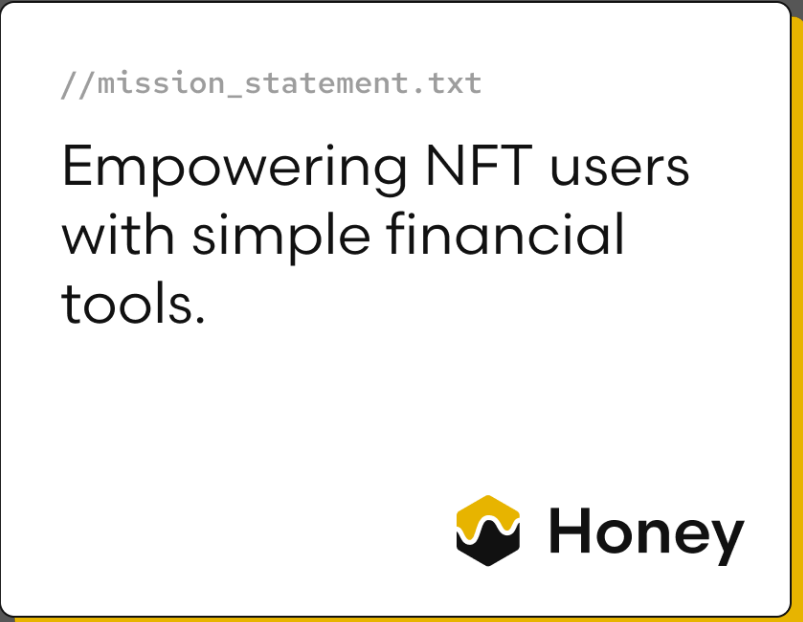 //mission_statement.txt
Empowering NFT users
with simple financial
tools.
Honey